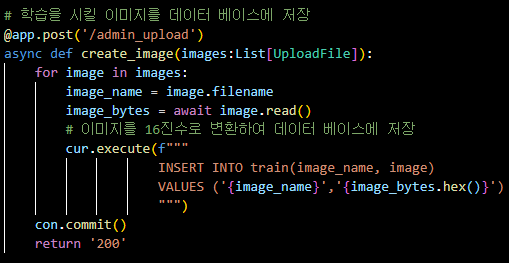 # 학습을 시킬 이미지를 데이터 베이스에 저장
@app.post('/admin_upload')
async def create_image(images:List[UploadFile]):
    for image in images:
        image_name = image.filename
        image_bytes = await image.read()
        # 이미지를 16진수로 변환하여 데이터 베이스에 저장
        cur.execute(f"""
                    INSERT INTO train(image_name, image)
                    VALUES ('{image_name}','{image_bytes.hex()}')
                    """)
    con.commit()
    return '200'